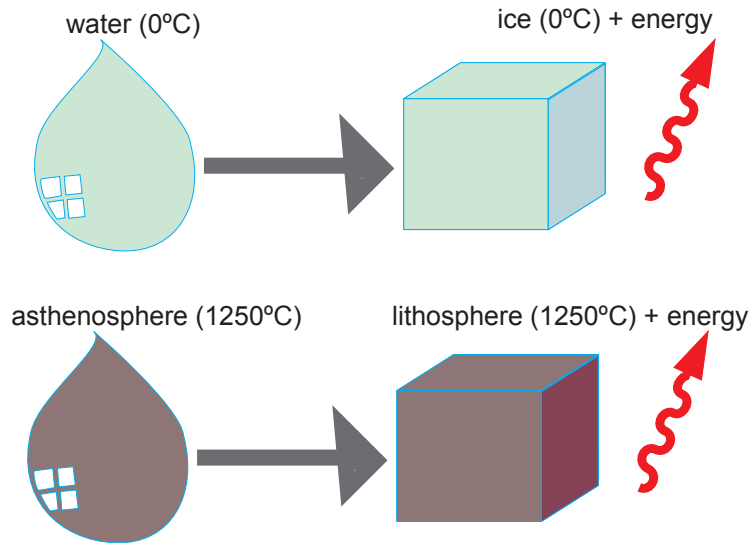 water (0ºC)
ice (0ºC) + energy
asthenosphere (1250ºC)
lithosphere (1250ºC) + energy